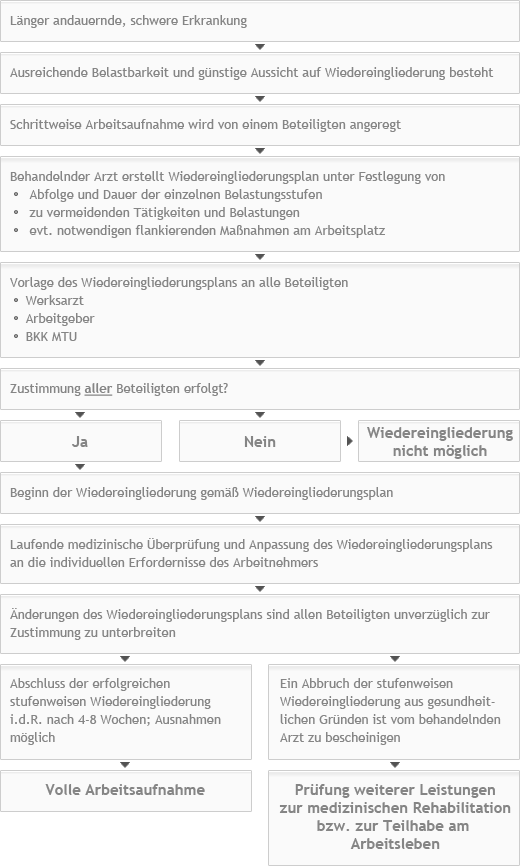 Länger andauernde, schwere Erkrankung
Ausreichende Belastbarkeit und günstige Aussicht auf Wiedereingliederung besteht
Schrittweise Arbeitsaufnahme wird von einem Beteiligten angeregt
Behandelnder Arzt erstellt Wiedereingliederungsplan unter Festlegung von
• Abfolge und Dauer der einzelnen Belastungsstufen
• zu vermeidenden Tätigkeiten und Belastungen
• evt. notwendigen flankierenden Maßnahmen am Arbeitsplatz
Vorlage des Wiedereingliederungsplans an alle Beteiligten
• Werksarzt
• Arbeitgeber
• BKK MTU
Zustimmung aller Beteiligten erfolgt?
Ja
Nein
Wiedereingliederung
nicht möglich
Beginn der Wiedereingliederung gemäß Wiedereingliederungsplan
Laufende medizinische Überprüfung und Anpassung des Wiedereingliederungsplans
an die individuellen Erfordernisse des Arbeitnehmers
Änderungen des Wiedereingliederungsplans sind allen Beteiligten unverzüglich zur
Zustimmung zu unterbreiten
Abschluss der erfolgreichen
stufenweisen Wiedereingliederung
i.d.R. nach 4-8 Wochen; Ausnahmen
möglich
Ein Abbruch der stufenweisen
Wiedereingliederung aus gesundheit-
lichen Gründen ist vom behandelnden
Arzt zu bescheinigen
Volle Arbeitsaufnahme
Prüfung weiterer Leistungen
zur medizinischen Rehabilitation
bzw. zur Teilhabe am
Arbeitsleben